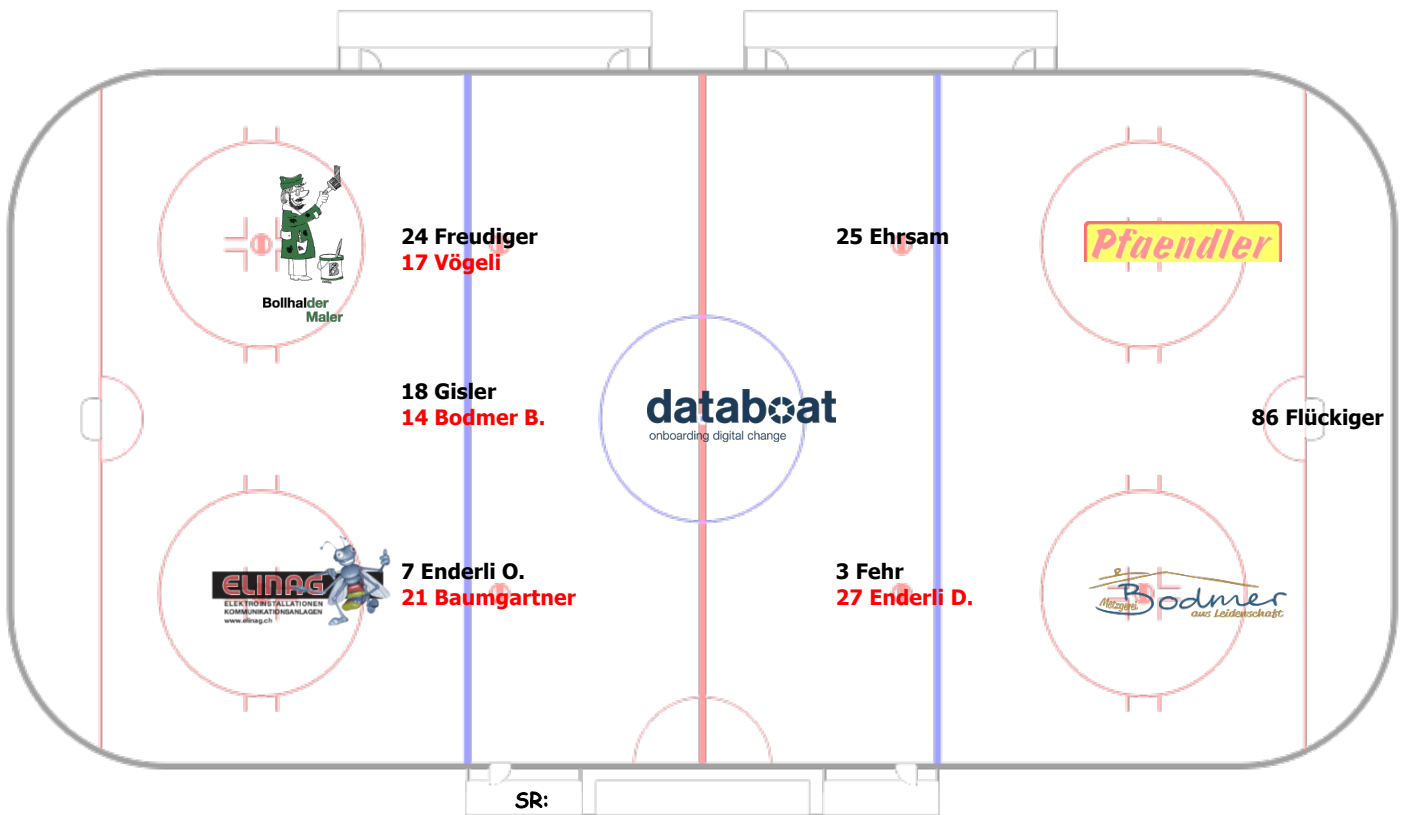 24 Freudiger
17 Vögeli
25 Ehrsam
Pfaendler
Bollhalder
Maler
18 Gisler
14 Bodmer B.
databoat
onboarding digital change
86 Flückiger
7 Enderli O.
21 Baumgartner
3 Fehr
27 Enderli D.
ELINAG
ELEKTROINSTALLATIONEN
KOMMUNIKATIONSANLAGEN
www.elinag.ch
Metzgerei
Bodmer
aus Leidenschaft
SR: